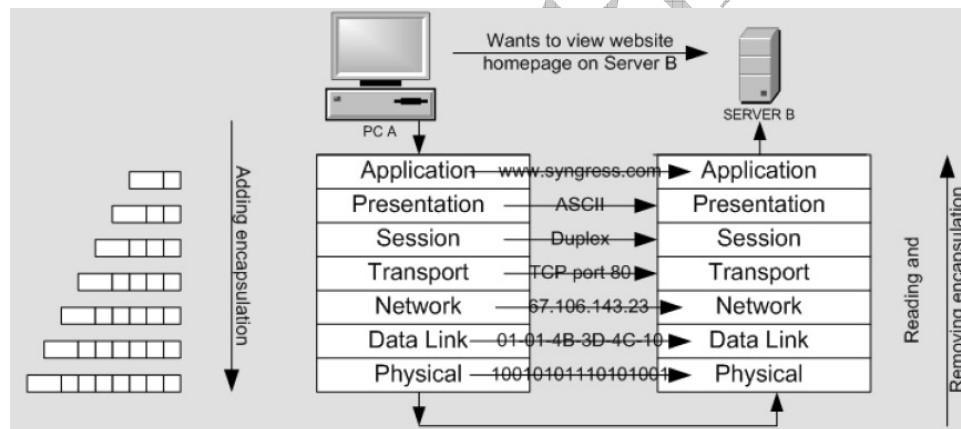 Wants to view website
homepage on Server B
PC A
SERVER B
Adding encapsulation
Application
www.syngress.com
Application
Presentation
ASCII
Presentation
Session
Duplex
Session
Transport
TCP port 80
Transport
Network
67.106.143.23
Network
Data Link
01-01-4B-3D-4C-10
Data Link
Physical
10010101110101001
Physical
Reading and
Removing encapsulation